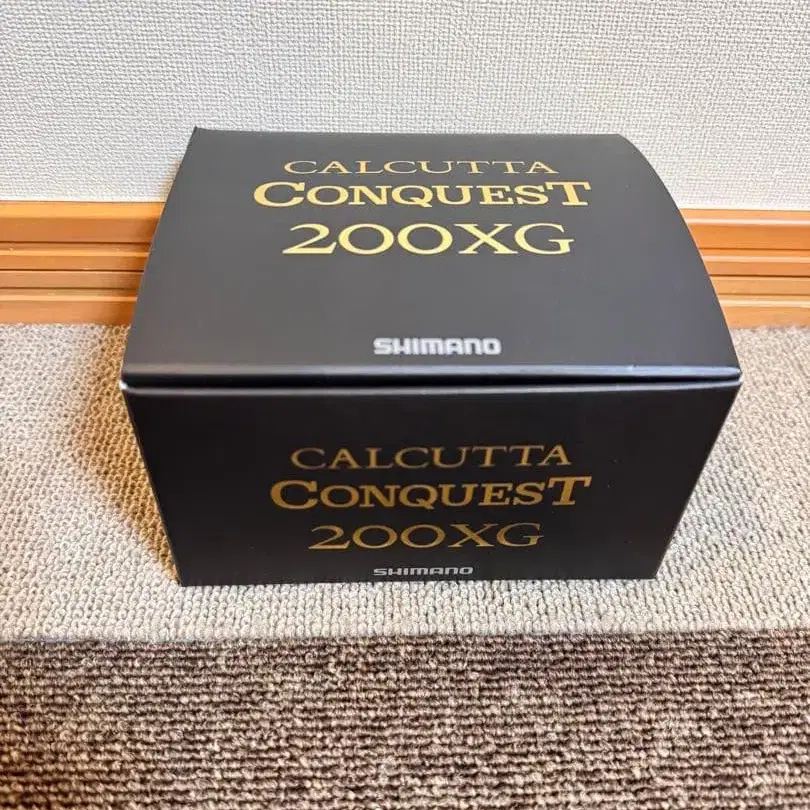 CALCUTTA
CONQUEST
200XG
SHIMANO
CALCUTTA
CONQUEST
200XG
SHIMANO